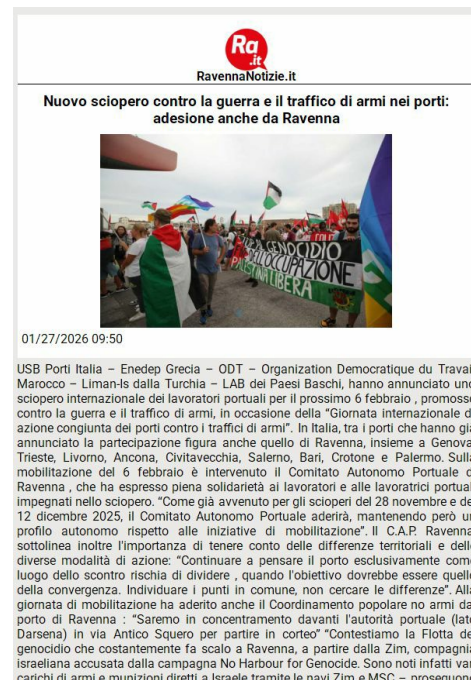 Ra
.it
RavennaNotizie.it
Nuovo sciopero contro la guerra e il traffico di armi nei porti:
adesione anche da Ravenna
STOP GENOCIDIO
ALL'OCCUPAZIONE
PALESTINA LIBERA
01/27/2026 09:50
USB Porti Italia – Enedep Grecia – ODT – Organization Democratique du Travai
Marocco – Liman-Is dalla Turchia – LAB dei Paesi Baschi, hanno annunciato uno
sciopero internazionale dei lavoratori portuali per il prossimo 6 febbraio , promosso
contro la guerra e il traffico di armi, in occasione della “Giornata internazionale d
azione congiunta dei porti contro i traffici di armi”. In Italia, tra i porti che hanno già
annunciato la partecipazione figura anche quello di Ravenna, insieme a Genova
Trieste, Livorno, Ancona, Civitavecchia, Salerno, Bari, Crotone e Palermo. Sulla
mobilitazione del 6 febbraio è intervenuto il Comitato Autonomo Portuale d
Ravenna , che ha espresso piena solidarietà ai lavoratori e alle lavoratrici portual
impegnati nello sciopero. “Come già avvenuto per gli scioperi del 28 novembre e de
12 dicembre 2025, il Comitato Autonomo Portuale aderirà, mantenendo però un
profilo autonomo rispetto alle iniziative di mobilitazione”. Il C.A.P. Ravenna
sottolinea inoltre l'importanza di tenere conto delle differenze territoriali e delle
diverse modalità di azione: “Continuare a pensare il porto esclusivamente come
luogo dello scontro rischia di dividere , quando l'obiettivo dovrebbe essere quello
della convergenza. Individuare i punti in comune, non cercare le differenze”. Alla
giornata di mobilitazione ha aderito anche il Coordinamento popolare no armi da
porto di Ravenna : “Saremo in concentramento davanti l'autorità portuale (lato
Darsena) in via Antico Squero per partire in corteo” “Contestiamo la Flotta de
genocidio che costantemente fa scalo a Ravenna, a partire dalla Zim, compagnia
israeliana accusata dalla campagna No Harbour for Genocide. Sono noti infatti var
carichi di armi e munizioni diretti a Israele tramite le navi Zim e MSC – proseguono